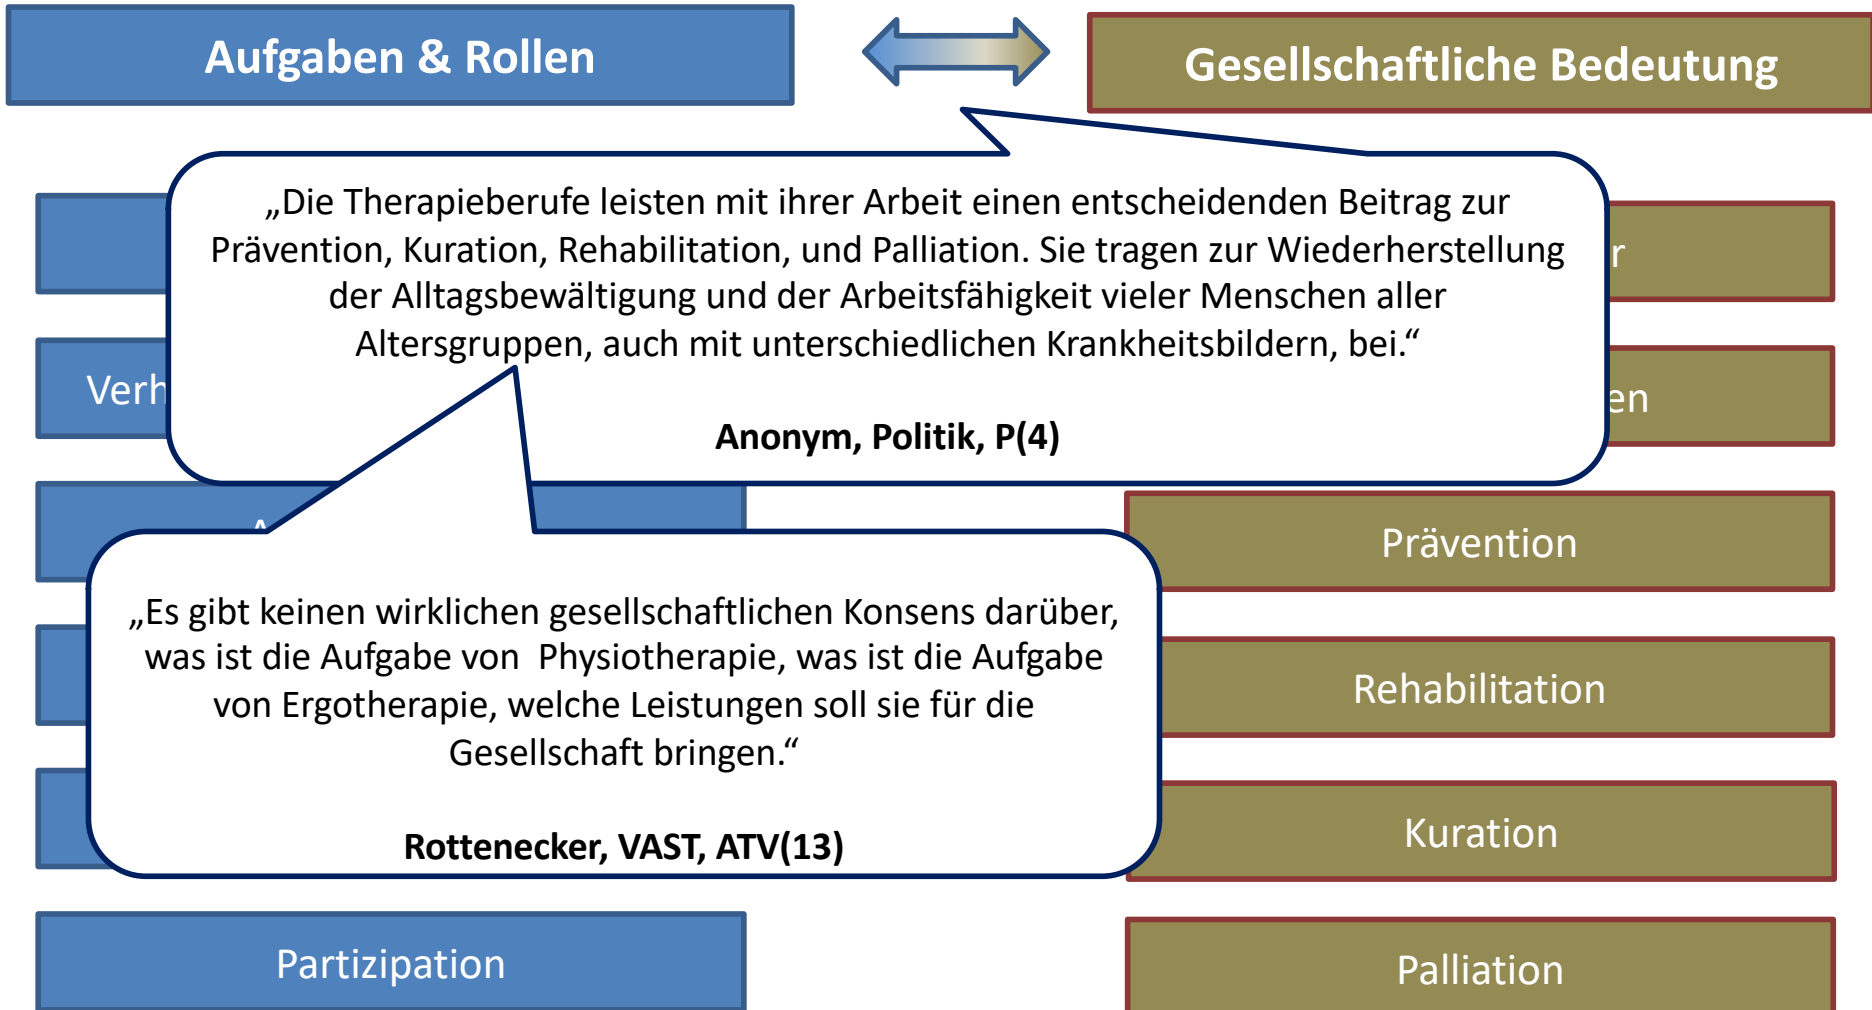 Aufgaben & Rollen
Gesellschaftliche Bedeutung
„Die Therapieberufe leisten mit ihrer Arbeit einen entscheidenden Beitrag zur
Prävention, Kuration, Rehabilitation, und Palliation. Sie tragen zur Wiederherstellung
der Alltagsbewältigung und der Arbeitsfähigkeit vieler Menschen aller
Altersgruppen, auch mit unterschiedlichen Krankheitsbildern, bei.“
Anonym, Politik, P(4)
„Es gibt keinen wirklichen gesellschaftlichen Konsens darüber,
was ist die Aufgabe von Physiotherapie, was ist die Aufgabe
von Ergotherapie, welche Leistungen soll sie für die
Gesellschaft bringen.“
Rottenecker, VAST, ATV(13)
Prävention
Rehabilitation
Kuration
Partizipation
Palliation